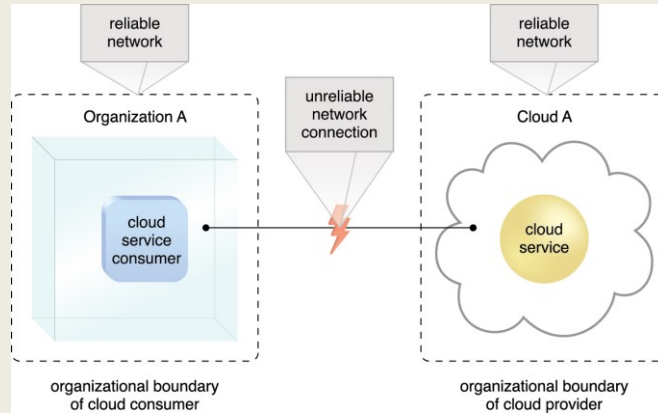 reliable
network
reliable
network
unreliable
network
connection
Organization A
Cloud A
cloud
service
consumer
cloud
service
organizational boundary
of cloud consumer
organizational boundary
of cloud provider